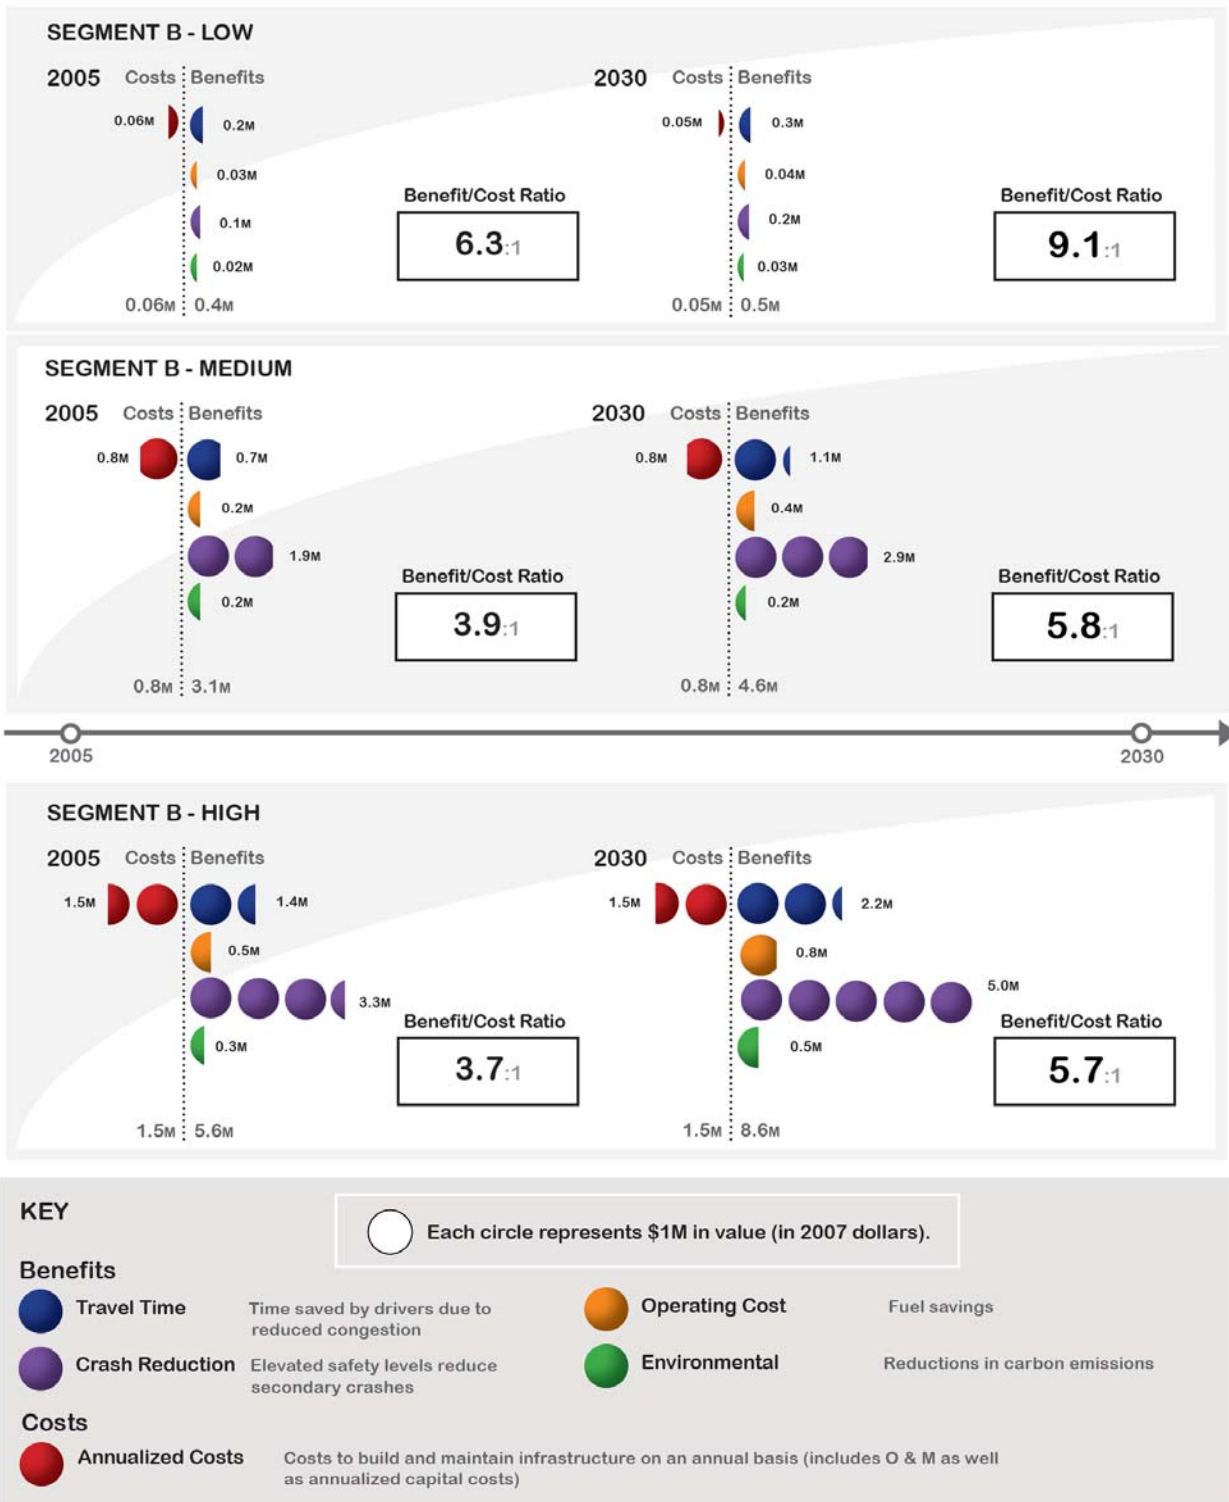 SEGMENT B - LOW
2005 Costs Benefits
0.06M 0.2M
0.03M
0.1M
0.02M
0.06M 0.4M
Benefit/Cost Ratio
6.3:1
2030 Costs Benefits
0.05M 0.3M
0.04M
0.2M
0.03M
0.05M 0.5M
Benefit/Cost Ratio
9.1:1
SEGMENT B - MEDIUM
2005 Costs Benefits
0.8M 0.7M
0.2M
1.9M
0.2M
0.8M 3.1M
Benefit/Cost Ratio
3.9:1
2030 Costs Benefits
0.8M 1.1M
0.4M
2.9M
0.2M
0.8M 4.6M
Benefit/Cost Ratio
5.8:1
2005 2030
SEGMENT B - HIGH
2005 Costs Benefits
1.5M 1.4M
0.5M
3.3M
0.3M
1.5M 5.6M
Benefit/Cost Ratio
3.7:1
2030 Costs Benefits
1.5M 2.2M
0.8M
5.0M
0.5M
1.5M 8.6M
Benefit/Cost Ratio
5.7:1
KEY
Each circle represents $1M in value (in 2007 dollars).
Benefits
Travel Time Time saved by drivers due to
reduced congestion
Operating Cost Fuel savings
Crash Reduction Elevated safety levels reduce
secondary crashes
Environmental Reductions in carbon emissions
Costs
Annualized Costs Costs to build and maintain infrastructure on an annual basis (includes O & M as well
as annualized capital costs)